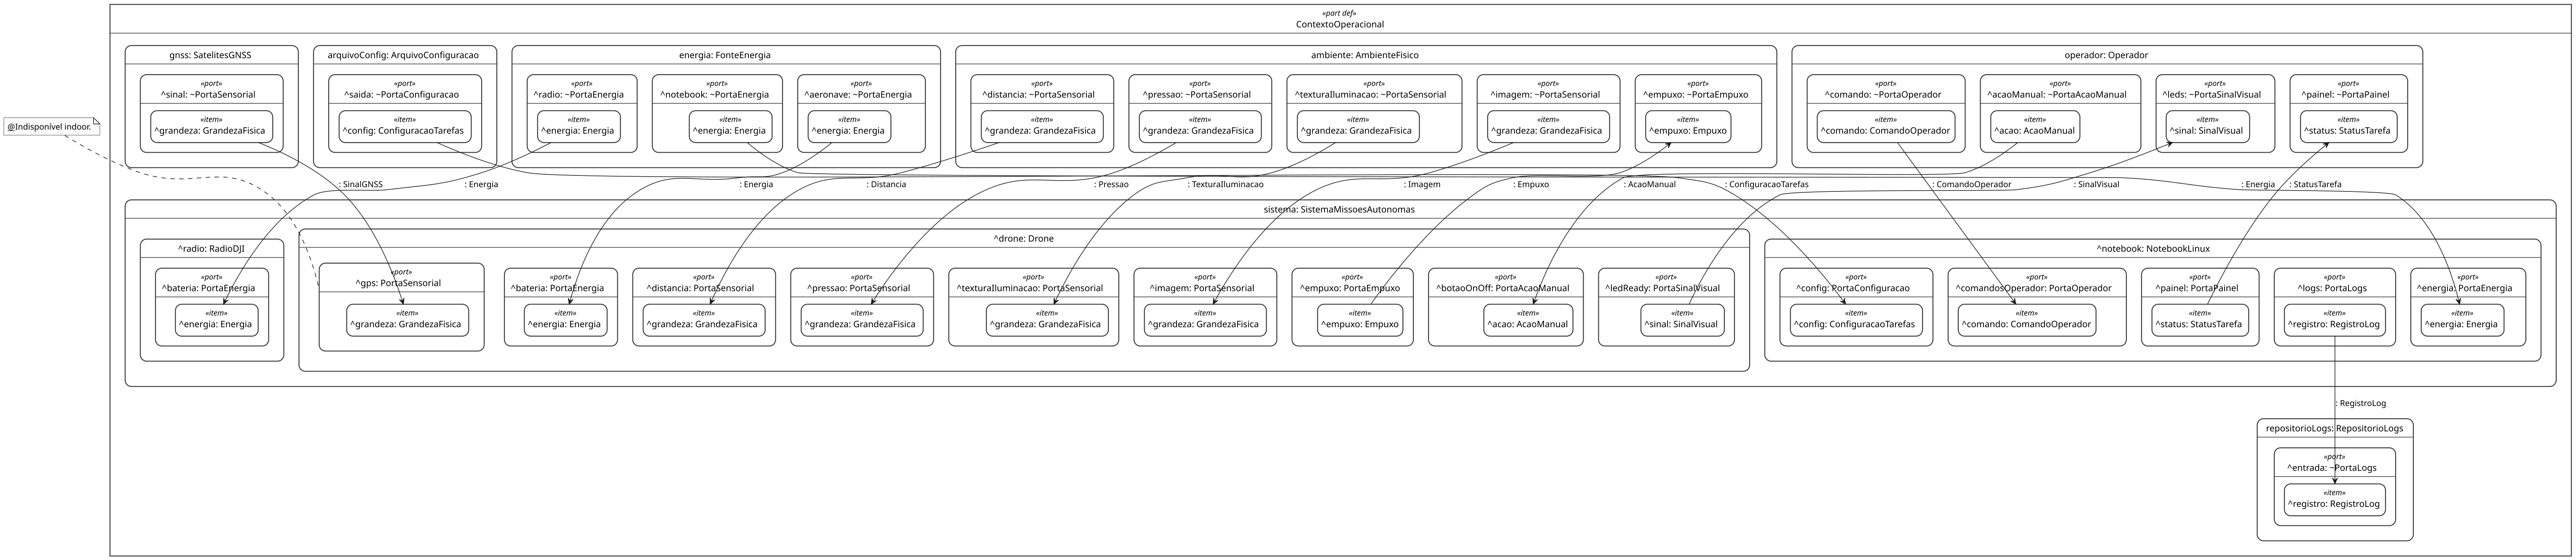 «part def»
ContextoOperacional
gnss: SatelitesGNSS
«port»
^sinal: ~PortaSensorial
«item»
^grandeza: GrandezaFisica
arquivoConfig: ArquivoConfiguracao
«port»
^saida: ~PortaConfiguracao
«item»
^config: ConfiguracaoTarefas
energia: FonteEnergia
«port»
^radio: ~PortaEnergia
«item»
^energia: Energia
«port»
^notebook: ~PortaEnergia
«item»
^energia: Energia
«port»
^aeronave: ~PortaEnergia
«item»
^energia: Energia
ambiente: AmbienteFisico
«port»
^distancia: ~PortaSensorial
«item»
^grandeza: GrandezaFisica
«port»
^pressao: ~PortaSensorial
«item»
^grandeza: GrandezaFisica
«port»
^texturaIluminacao: ~PortaSensorial
«item»
^grandeza: GrandezaFisica
«port»
^imagem: ~PortaSensorial
«item»
^grandeza: GrandezaFisica
«port»
^empuxo: ~PortaEmpuxo
«item»
^empuxo: Empuxo
operador: Operador
«port»
^comando: ~PortaOperador
«item»
^comando: ComandoOperador
«port»
^acaoManual: ~PortaAcaoManual
«item»
^acao: AcaoManual
«port»
^leds: ~PortaSinalVisual
«item»
^sinal: SinalVisual
«port»
^painel: ~PortaPainel
«item»
^status: StatusTarefa
@Indisponível indoor.
: SinalGNSS
: Energia
: Energia
: Distancia
: Pressao
: TexturaIluminacao
: Imagem
: Empuxo
: AcaoManual
: ConfiguracaoTarefas
: ComandoOperador
: SinalVisual
: Energia
: StatusTarefa
sistema: SistemaMissoesAutonomas
^radio: RadioDJI
«port»
^bateria: PortaEnergia
«item»
^energia: Energia
^drone: Drone
«port»
^gps: PortaSensorial
«item»
^grandeza: GrandezaFisica
«port»
^bateria: PortaEnergia
«item»
^energia: Energia
«port»
^distancia: PortaSensorial
«item»
^grandeza: GrandezaFisica
«port»
^pressao: PortaSensorial
«item»
^grandeza: GrandezaFisica
«port»
^texturaIluminacao: PortaSensorial
«item»
^grandeza: GrandezaFisica
«port»
^imagem: PortaSensorial
«item»
^grandeza: GrandezaFisica
«port»
^empuxo: PortaEmpuxo
«item»
^empuxo: Empuxo
«port»
^botaoOnOff: PortaAcaoManual
«item»
^acao: AcaoManual
«port»
^ledReady: PortaSinalVisual
«item»
^sinal: SinalVisual
^notebook: NotebookLinux
«port»
^config: PortaConfiguracao
«item»
^config: ConfiguracaoTarefas
«port»
^comandosOperador: PortaOperador
«item»
^comando: ComandoOperador
«port»
^painel: PortaPainel
«item»
^status: StatusTarefa
«port»
^logs: PortaLogs
«item»
^registro: RegistroLog
«port»
^energia: PortaEnergia
«item»
^energia: Energia
: RegistroLog
repositorioLogs: RepositorioLogs
«port»
^entrada: ~PortaLogs
«item»
^registro: RegistroLog